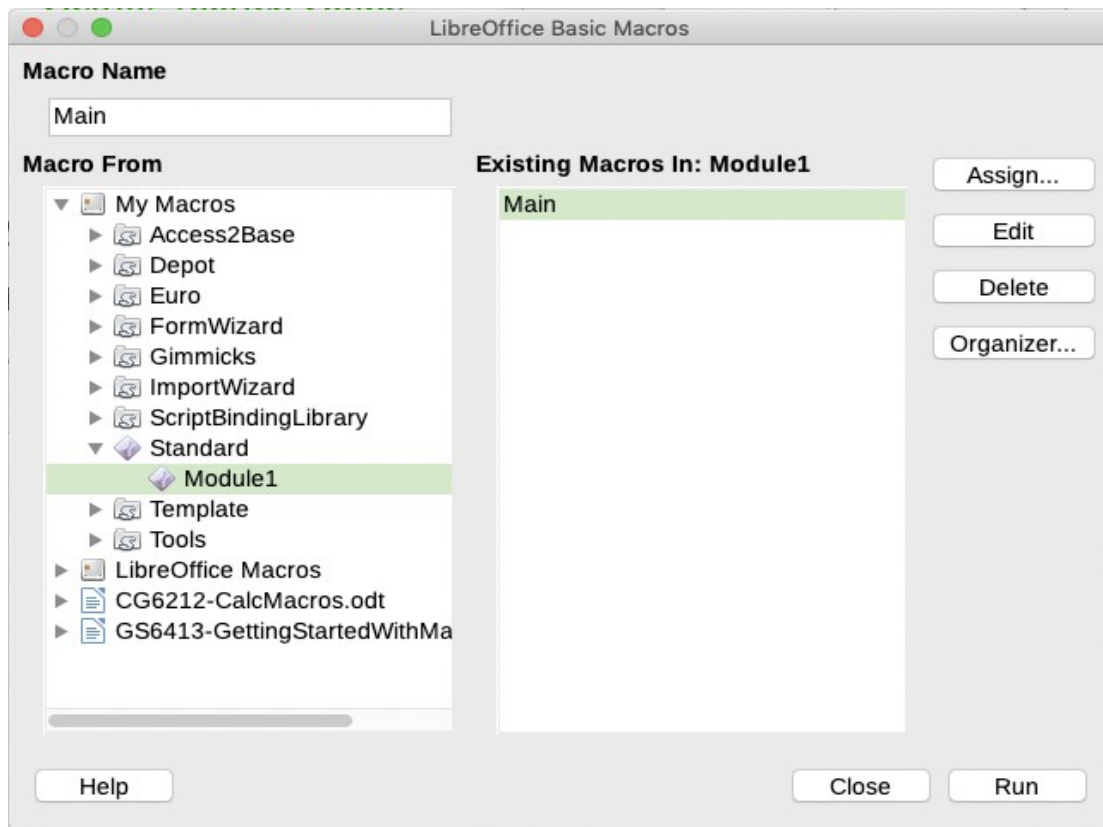 LibreOffice Basic Macros
Macro Name
Main
Macro From
My Macros
Access2Base
Depot
Euro
FormWizard
Gimmicks
ImportWizard
ScriptBindingLibrary
Standard
Module1
Template
Tools
LibreOffice Macros
CG6212-CalcMacros.odt
GS6413-GettingStartedWithMa
Existing Macros In: Module1
Main
Assign...
Edit
Delete
Organizer...
Help
Close
Run